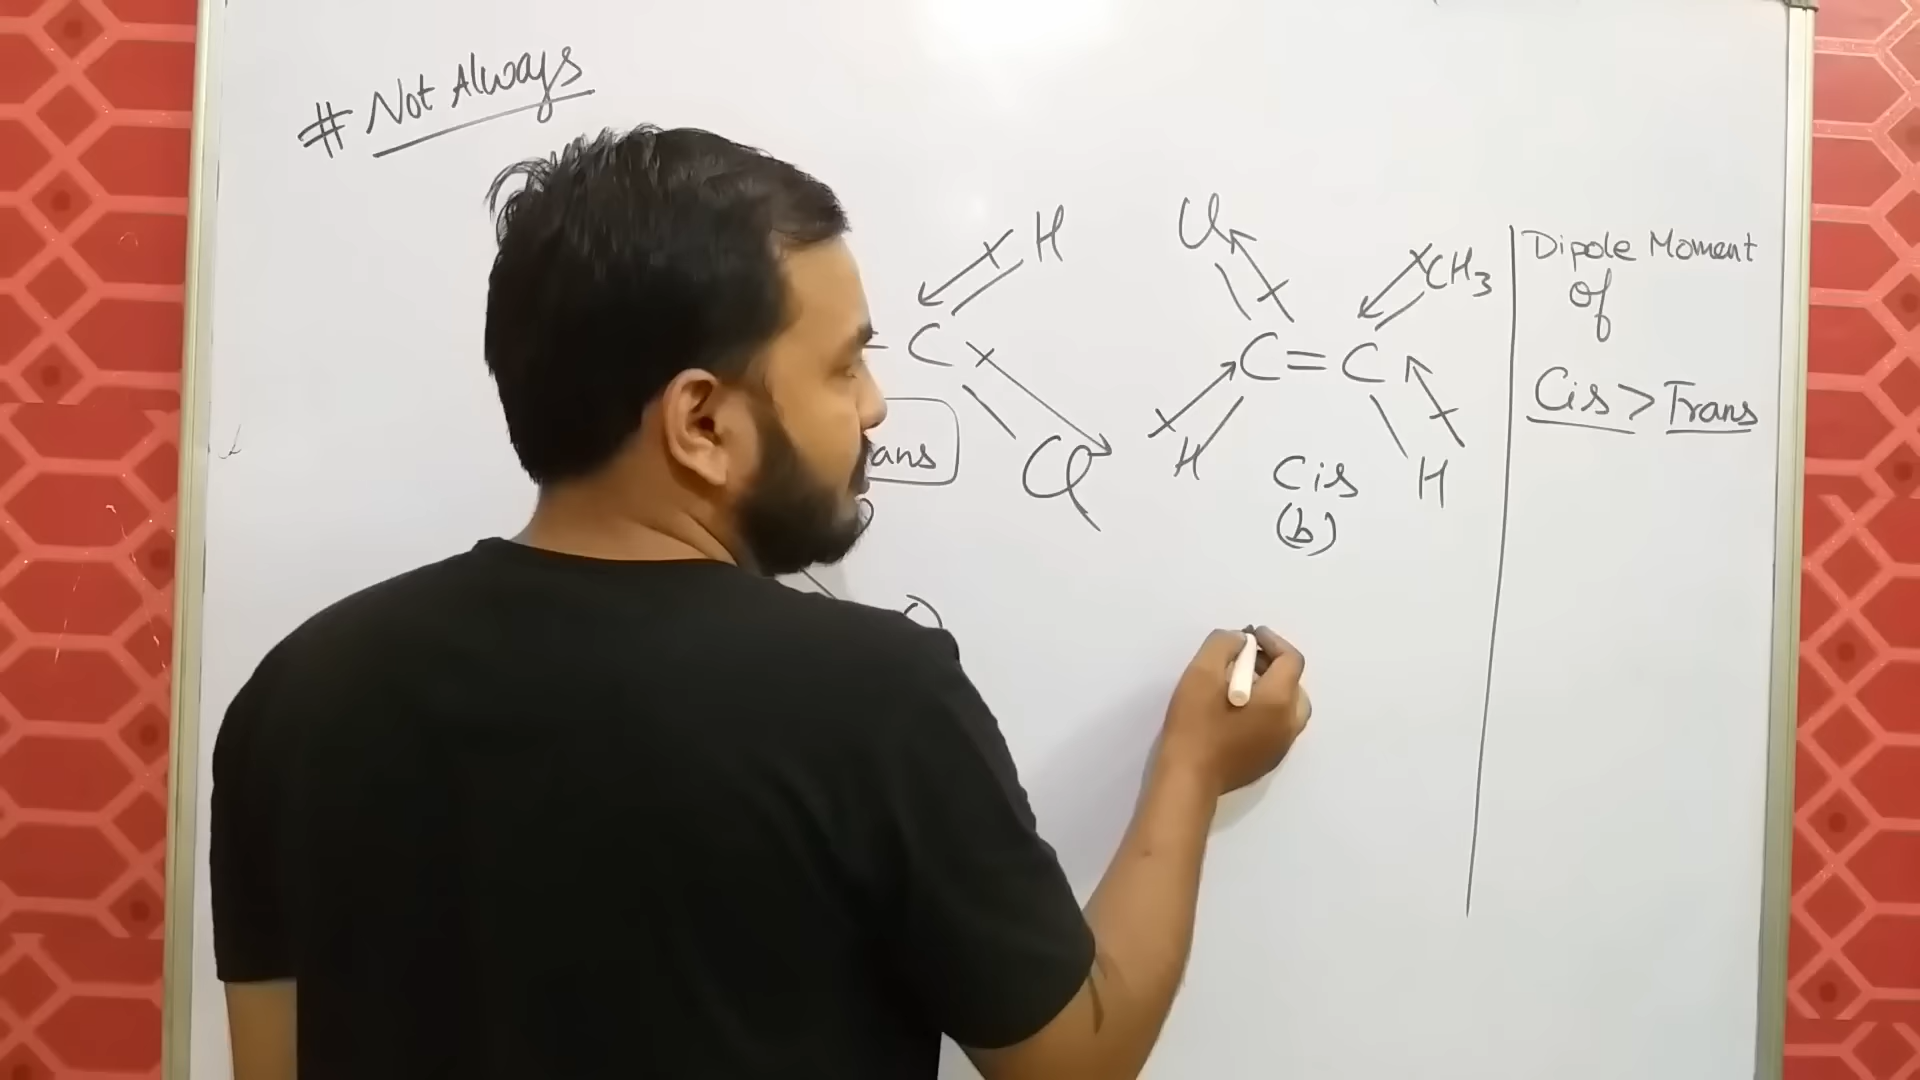 # Not Always
H
C
Cl
ans
Cl
CH3
C=C
H
H
Cis
(b)
Dipole Moment
of
Cis > Trans